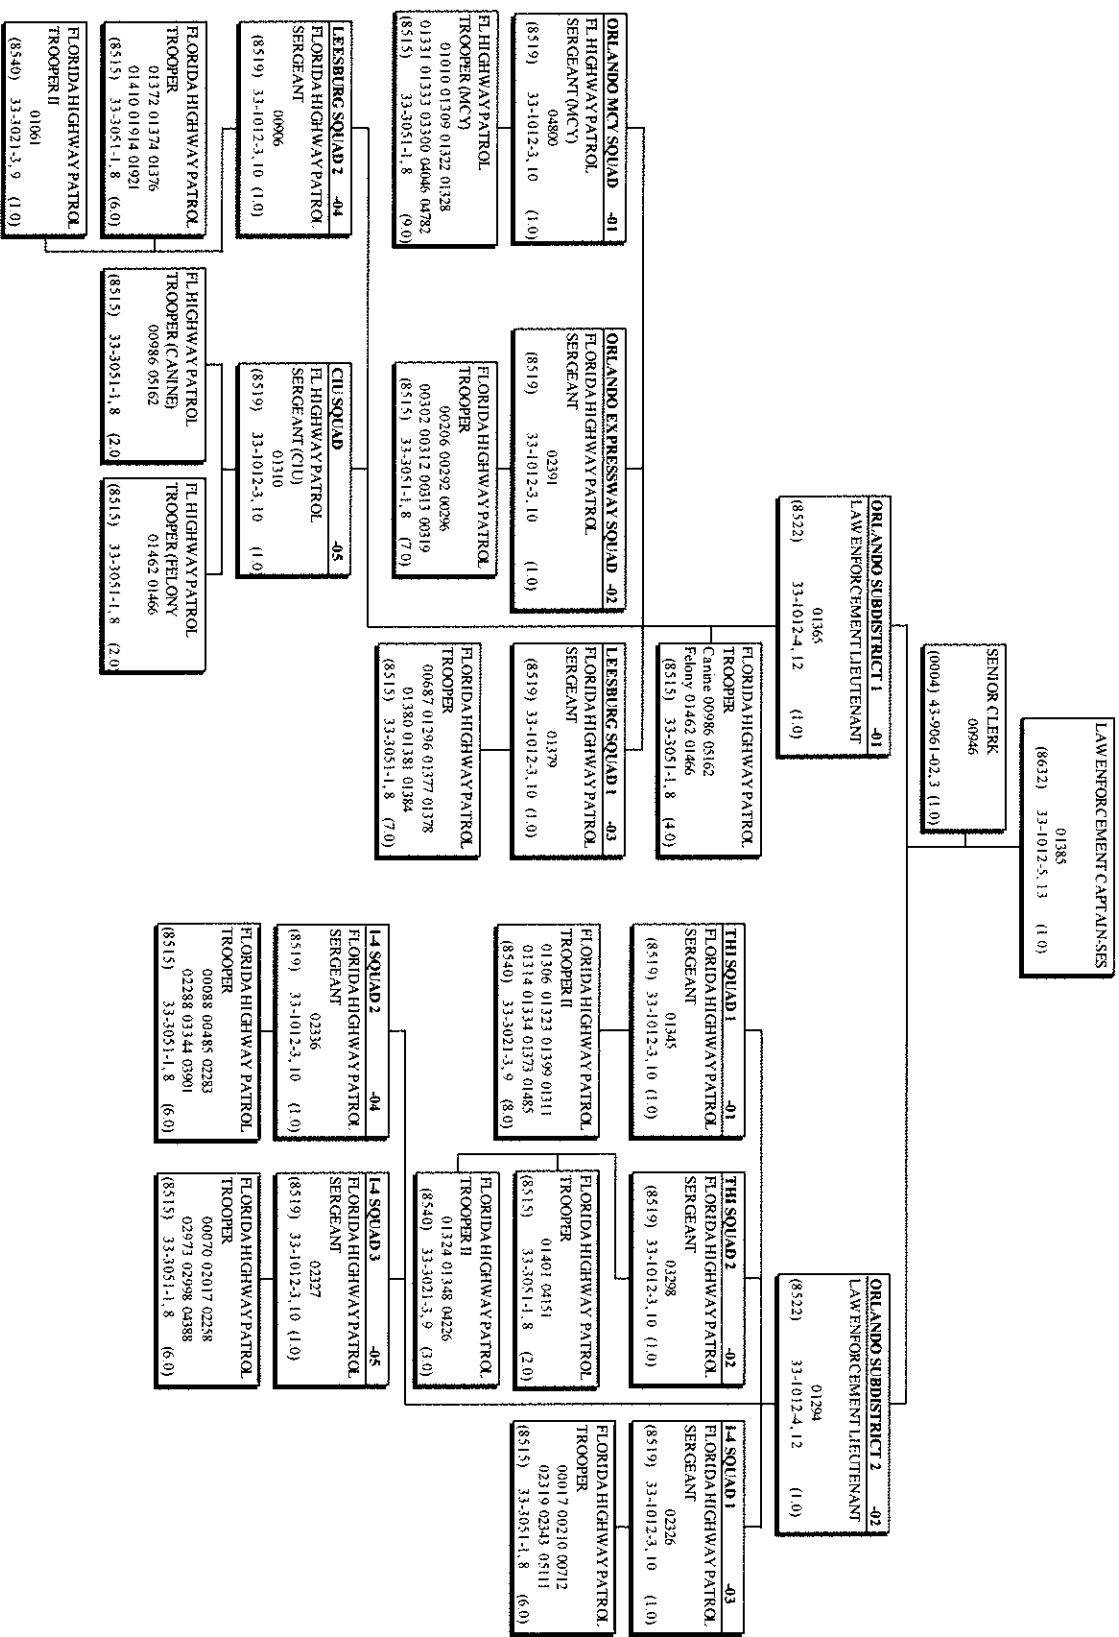 LAW ENFORCEMENT CAPTAIN-SES
01385
(8632) 33-1012-5, 13 (1.0)
SENIOR CLERK
00946
(0004) 43-9061-02, 3 (1.0)
ORLANDO SUBDISTRICT 1 -01
LAW ENFORCEMENT LIEUTENANT
01365
(8522) 33-1012-4, 12 (1.0)
ORLANDO SUBDISTRICT 2 -02
LAW ENFORCEMENT LIEUTENANT
01294
(8522) 33-1012-4, 12 (1.0)
FLORIDA HIGHWAY PATROL
TROOPER
Canine 00986 05162
Felony 01462 01466
(8515) 33-3051-1, 8 (4.0)
ORLANDO MCY SQUAD -01
FL HIGHWAY PATROL
SERGEANT (MCY)
04800
(8519) 33-1012-3, 10 (1.0)
FL HIGHWAY PATROL
TROOPER (MCY)
01010 01309 01322 01328
01331 01333 03300 04046 04782
(8515) 33-3051-1, 8 (9.0)
ORLANDO EXPRESSWAY SQUAD -02
FLORIDA HIGHWAY PATROL
SERGEANT
02391
(8519) 33-1012-3, 10 (1.0)
FLORIDA HIGHWAY PATROL
TROOPER
00206 00292 00296
00302 00312 00313 00319
(8515) 33-3051-1, 8 (7.0)
LEESBURG SQUAD 1 -03
FLORIDA HIGHWAY PATROL
SERGEANT
01379
(8519) 33-1012-3, 10 (1.0)
FLORIDA HIGHWAY PATROL
TROOPER
00687 01296 01377 01378
01380 01381 01384
(8515) 33-3051-1, 8 (7.0)
LEESBURG SQUAD 2 -04
FLORIDA HIGHWAY PATROL
SERGEANT
00906
(8519) 33-1012-3, 10 (1.0)
FLORIDA HIGHWAY PATROL
TROOPER
01372 01374 01376
01410 01914 01921
(8515) 33-3051-1, 8 (6.0)
FLORIDA HIGHWAY PATROL
TROOPER II
01061
(8540) 33-3021-3, 9 (1.0)
CIU SQUAD -05
FL HIGHWAY PATROL
SERGEANT (CIU)
01310
(8519) 33-1012-3, 10 (1.0)
FL HIGHWAY PATROL
TROOPER (CANINE)
00986 05162
(8515) 33-3051-1, 8 (2.0)
FL HIGHWAY PATROL
TROOPER (FELONY
01462 01466
(8515) 33-3051-1, 8 (2.0)
THI SQUAD 1 -01
FLORIDA HIGHWAY PATROL
SERGEANT
01345
(8519) 33-1012-3, 10 (1.0)
FLORIDA HIGHWAY PATROL
TROOPER II
01306 01323 01399 01311
01314 01334 01373 01485
(8540) 33-3021-3, 9 (8.0)
THI SQUAD 2 -02
FLORIDA HIGHWAY PATROL
SERGEANT
03298
(8519) 33-1012-3, 10 (1.0)
FLORIDA HIGHWAY PATROL
TROOPER
01401 04151
(8515) 33-3051-1, 8 (2.0)
FLORIDA HIGHWAY PATROL
TROOPER II
01324 01348 04226
(8540) 33-3021-3, 9 (3.0)
I-4 SQUAD 1 -03
FLORIDA HIGHWAY PATROL
SERGEANT
02326
(8519) 33-1012-3, 10 (1.0)
FLORIDA HIGHWAY PATROL
TROOPER
00017 00210 00712
02319 02343 05111
(8515) 33-3051-1, 8 (6.0)
I-4 SQUAD 2 -04
FLORIDA HIGHWAY PATROL
SERGEANT
02336
(8519) 33-1012-3, 10 (1.0)
FLORIDA HIGHWAY PATROL
TROOPER
00088 00485 02283
02288 03344 03901
(8515) 33-3051-1, 8 (6.0)
I-4 SQUAD 3 -05
FLORIDA HIGHWAY PATROL
SERGEANT
02327
(8519) 33-1012-3, 10 (1.0)
FLORIDA HIGHWAY PATROL
TROOPER
00070 02017 02258
02973 02998 04388
(8515) 33-3051-1, 8 (6.0)